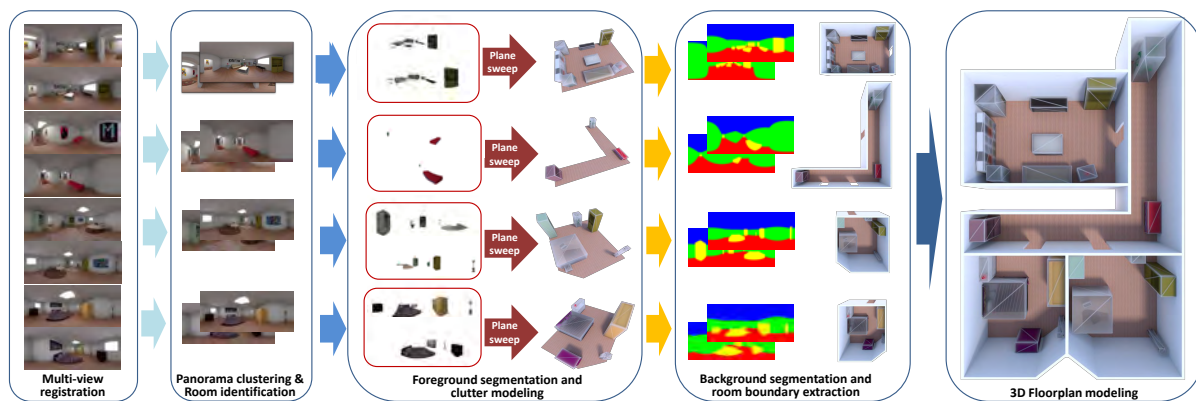 Plane
sweep
Plane
sweep
Plane
sweep
Plane
sweep
Multi-view
registration
Panorama clustering &
Room identification
Foreground segmentation and
clutter modeling
Background segmentation and
room boundary extraction
3D Floorplan modeling